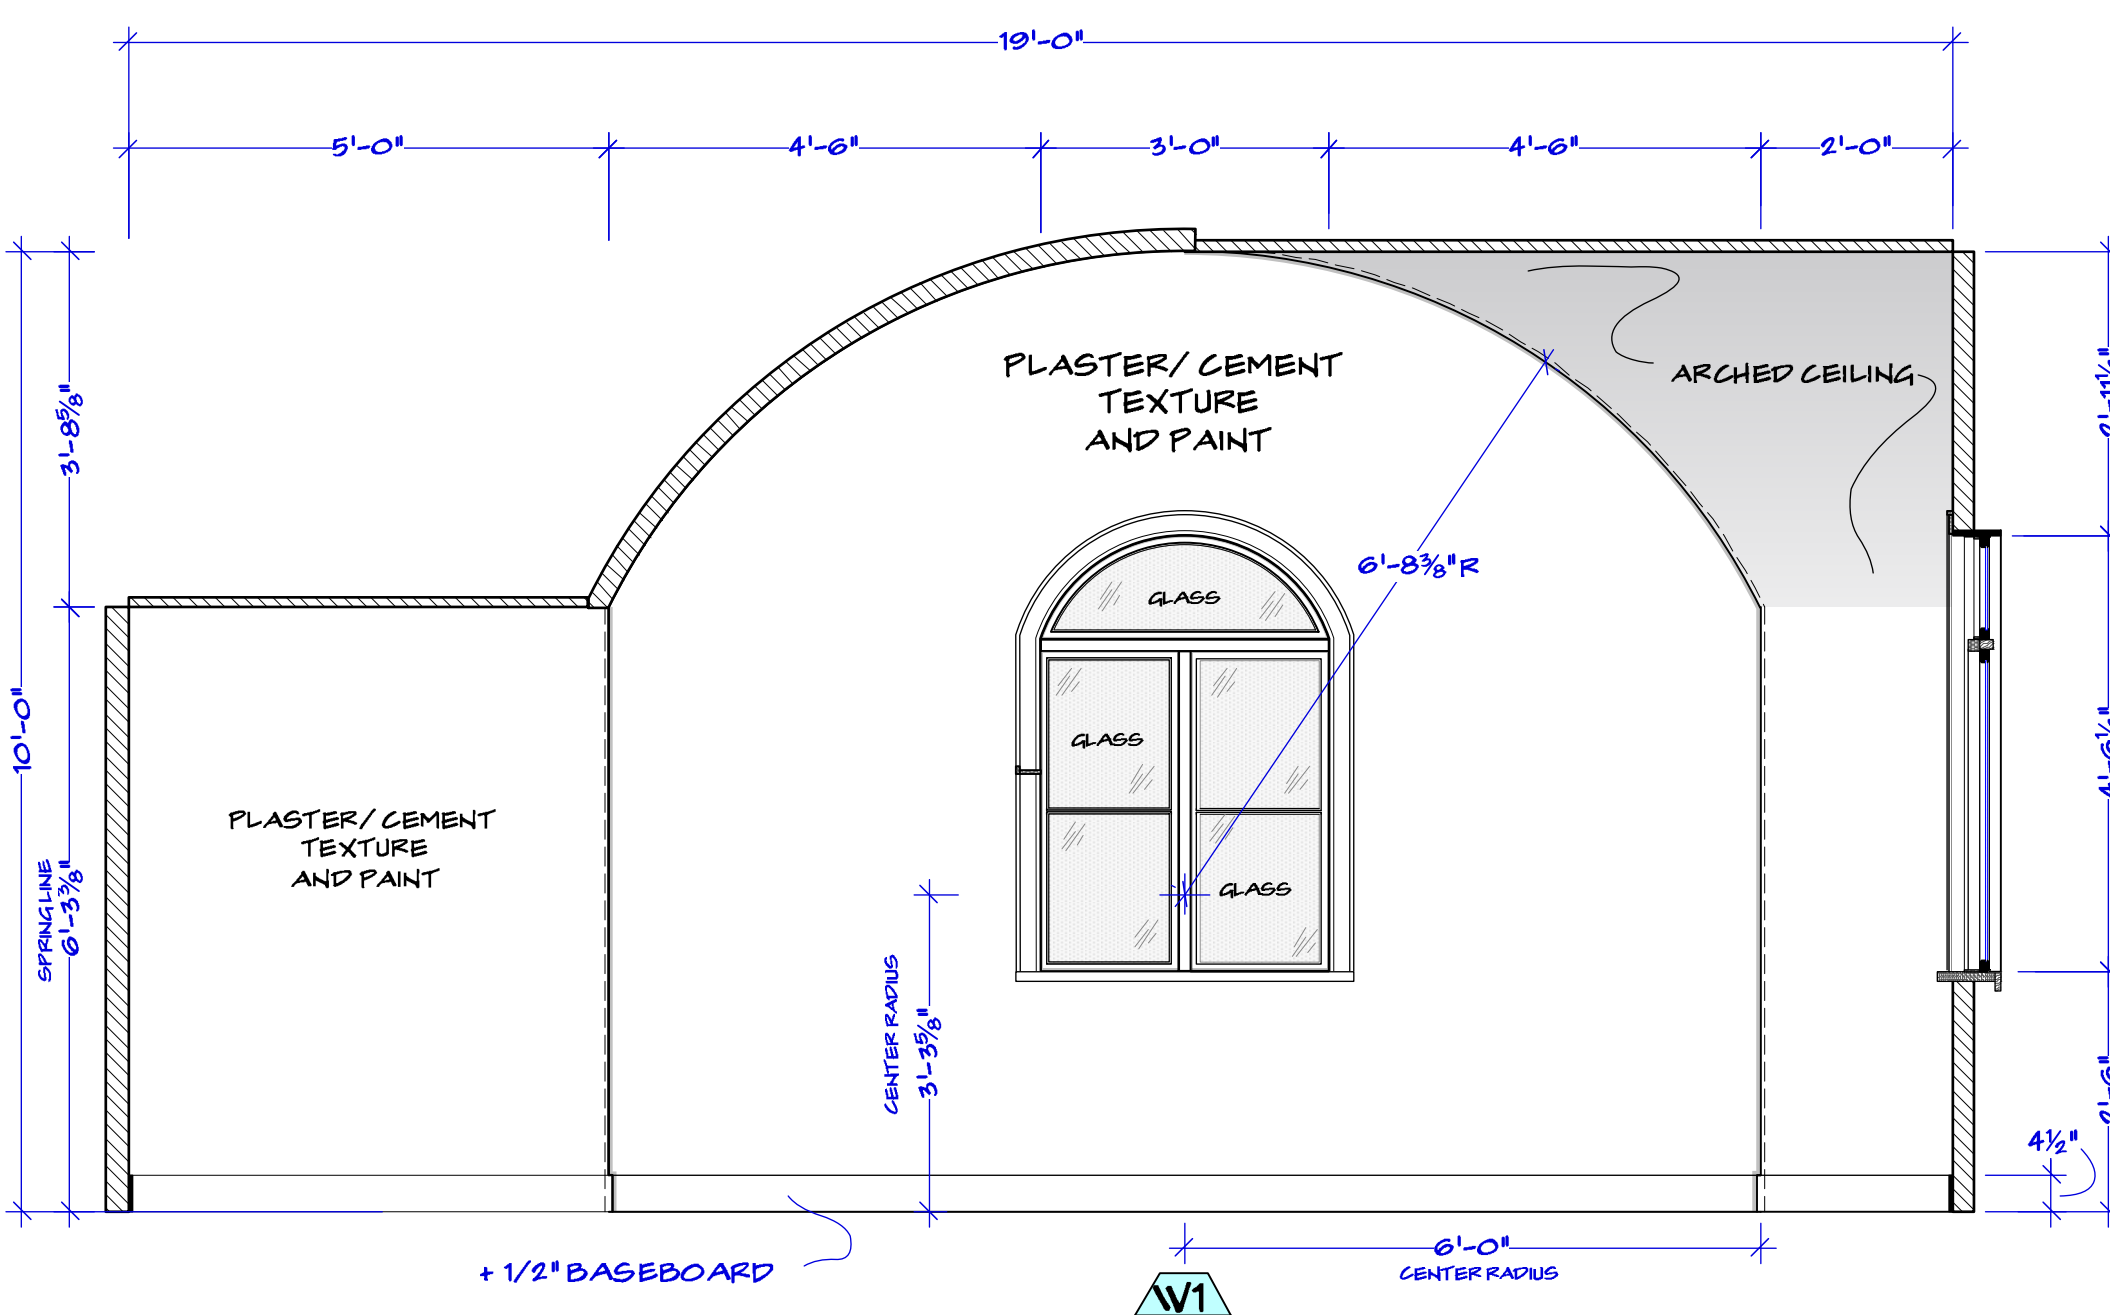 19'-0"
5'-0"
4'-6"
3'-0"
4'-6"
2'-0"
PLASTER/ CEMENT
TEXTURE
AND PAINT
ARCHED CEILING
3'-8⅝"
6'-8⅜"R
GLASS
10'-0"
GLASS
PLASTER/ CEMENT
TEXTURE
AND PAINT
SPRINGLINE
6'-3⅜"
GLASS
CENTER RADIUS
3'-3⅝"
4½"
+ 1/2" BASEBOARD
6'-0"
CENTER RADIUS
W1